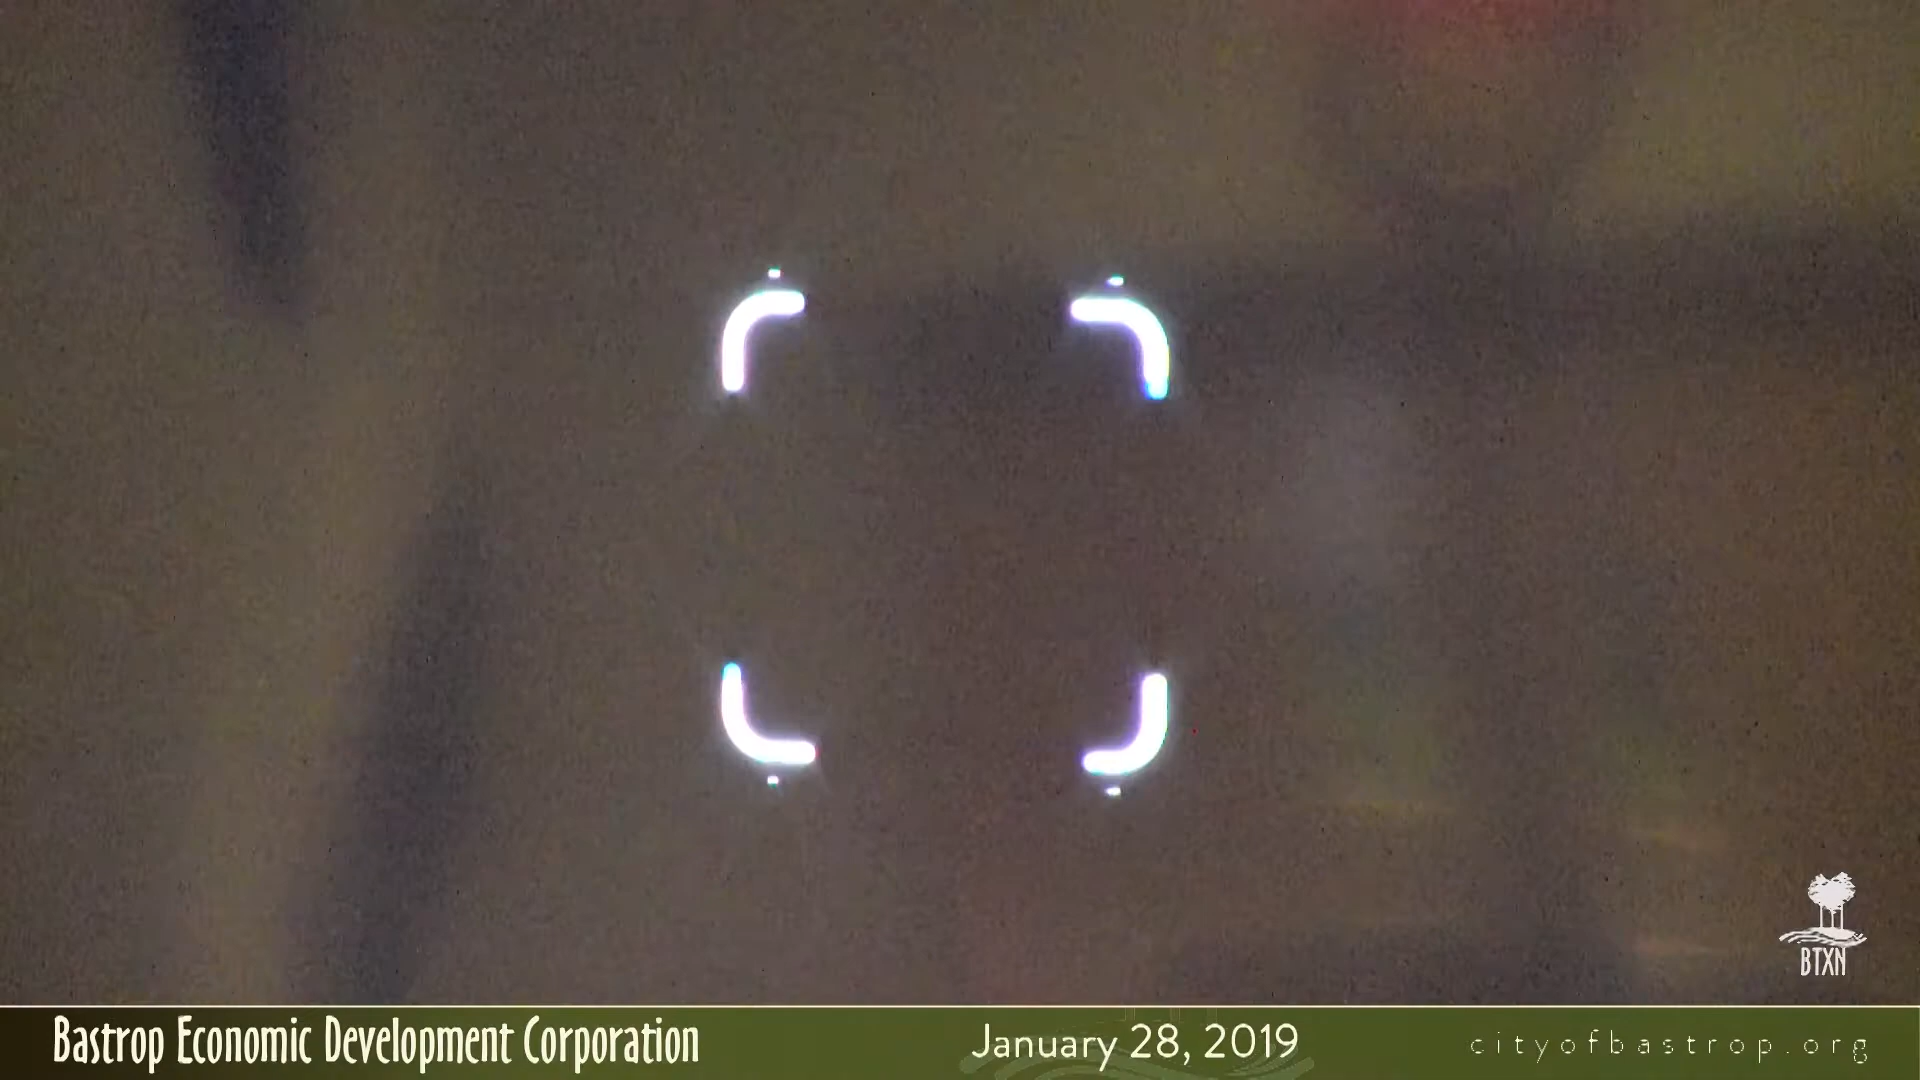 BTXN
Bastrop Economic Development Corporation
January 28, 2019
cityofbastrop.org